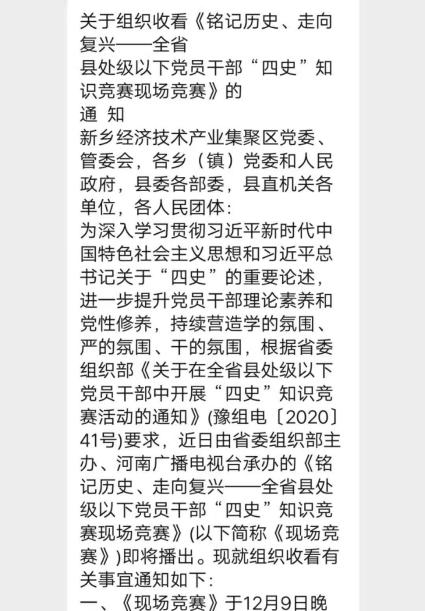 关于组织收看《铭记历史、走向
复兴——全省
县处级以下党员干部“四史”知
识竞赛现场竞赛》的
通  知
新乡经济技术产业集聚区党委、
管委会，各乡（镇）党委和人民
政府，县委各部委，县直机关各
单位，各人民团体：
为深入学习贯彻习近平新时代中
国特色社会主义思想和习近平总
书记关于“四史”的重要论述，
进一步提升党员干部理论素养和
党性修养，持续营造学的氛围、
严的氛围、干的氛围，根据省委
组织部《关于在全省县处级以下
党员干部中开展“四史”知识竞
赛活动的通知》(豫组电〔2020〕
41号)要求，近日由省委组织部主
办、河南广播电视台承办的《铭
记历史、走向复兴——全省县处
级以下党员干部“四史”知识竞
赛现场竞赛》(以下简称《现场竞
赛》)即将播出。现就组织收看有
关事宜通知如下：
一、《现场竞赛》于12月9日晚